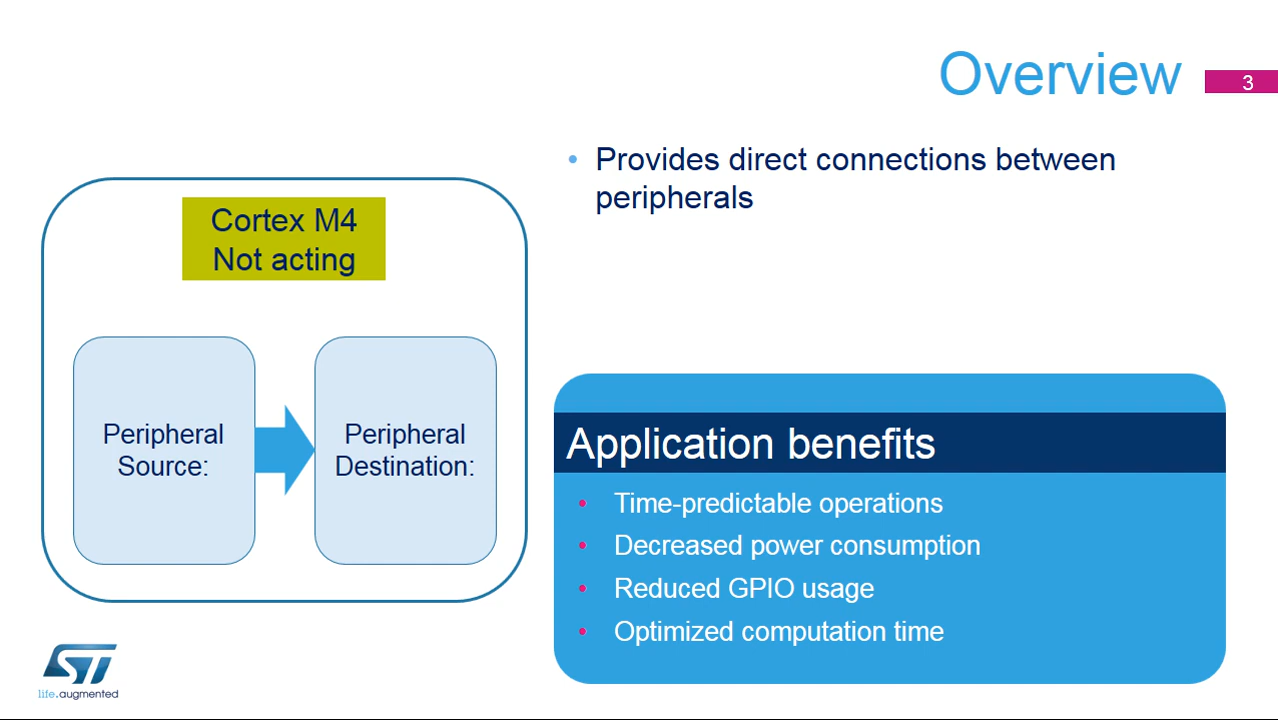 Overview
3
• Provides direct connections between
peripherals
Cortex M4
Not acting
Peripheral
Source:
Peripheral
Destination:
Application benefits
• Time-predictable operations
• Decreased power consumption
• Reduced GPIO usage
• Optimized computation time
ST
life.augmented